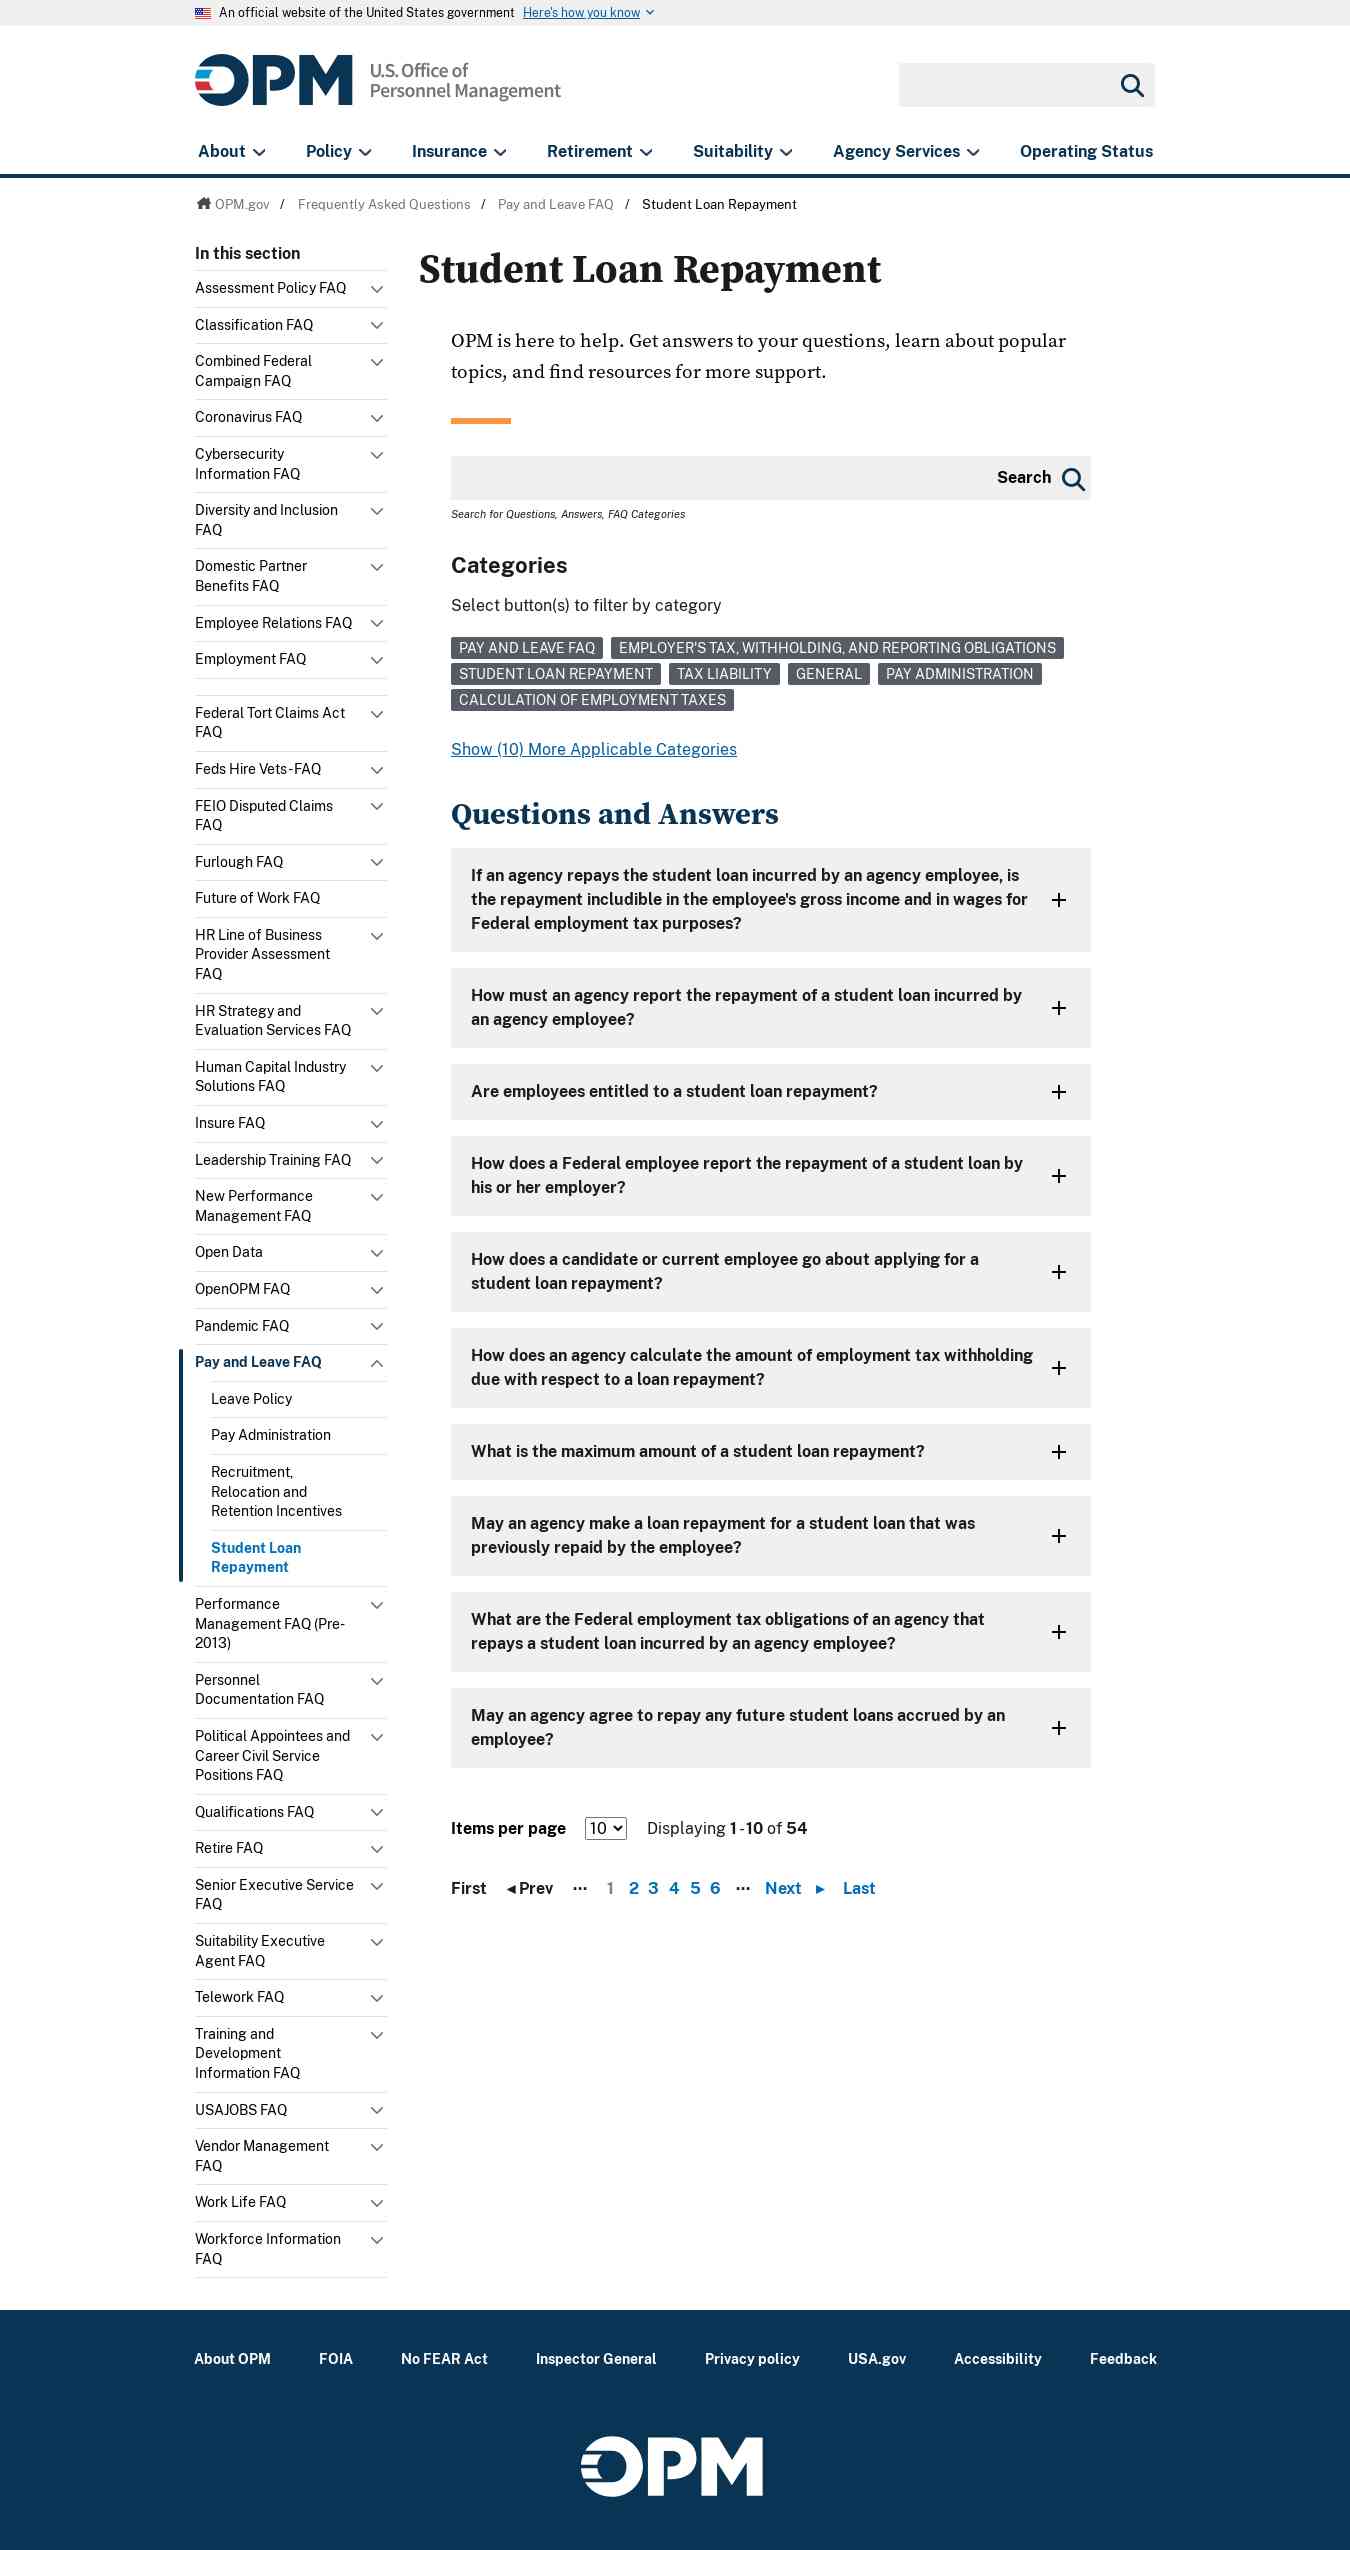 An official website of the United States government Here's how you know
OPM U.S. Office of
Personnel Management
About Policy Insurance Retirement Suitability Agency Services Operating Status
OPM.gov / Frequently Asked Questions / Pay and Leave FAQ / Student Loan Repayment
In this section
Assessment Policy FAQ
Classification FAQ
Combined Federal
Campaign FAQ
Coronavirus FAQ
Cybersecurity
Information FAQ
Diversity and Inclusion
FAQ
Domestic Partner
Benefits FAQ
Employee Relations FAQ
Employment FAQ
Federal Tort Claims Act
FAQ
Feds Hire Vets-FAQ
FEIO Disputed Claims
FAQ
Furlough FAQ
Future of Work FAQ
HR Line of Business
Provider Assessment
FAQ
HR Strategy and
Evaluation Services FAQ
Human Capital Industry
Solutions FAQ
Insure FAQ
Leadership Training FAQ
New Performance
Management FAQ
Open Data
OpenOPM FAQ
Pandemic FAQ
Pay and Leave FAQ
Leave Policy
Pay Administration
Recruitment,
Relocation and
Retention Incentives
Student Loan
Repayment
Performance
Management FAQ (Pre-
2013)
Personnel
Documentation FAQ
Political Appointees and
Career Civil Service
Positions FAQ
Qualifications FAQ
Retire FAQ
Senior Executive Service
FAQ
Suitability Executive
Agent FAQ
Telework FAQ
Training and
Development
Information FAQ
USAJOBS FAQ
Vendor Management
FAQ
Work Life FAQ
Workforce Information
FAQ
Student Loan Repayment
OPM is here to help. Get answers to your questions, learn about popular
topics, and find resources for more support.
Search
Search for Questions, Answers, FAQ Categories
Categories
Select button(s) to filter by category
PAY AND LEAVE FAQ EMPLOYER'S TAX, WITHHOLDING, AND REPORTING OBLIGATIONS
STUDENT LOAN REPAYMENT TAX LIABILITY GENERAL PAY ADMINISTRATION
CALCULATION OF EMPLOYMENT TAXES
Show (10) More Applicable Categories
Questions and Answers
If an agency repays the student loan incurred by an agency employee, is
the repayment includible in the employee's gross income and in wages for
Federal employment tax purposes?
How must an agency report the repayment of a student loan incurred by
an agency employee?
Are employees entitled to a student loan repayment?
How does a Federal employee report the repayment of a student loan by
his or her employer?
How does a candidate or current employee go about applying for a
student loan repayment?
How does an agency calculate the amount of employment tax withholding
due with respect to a loan repayment?
What is the maximum amount of a student loan repayment?
May an agency make a loan repayment for a student loan that was
previously repaid by the employee?
What are the Federal employment tax obligations of an agency that
repays a student loan incurred by an agency employee?
May an agency agree to repay any future student loans accrued by an
employee?
Items per page 10 Displaying 1-10 of 54
First ◂ Prev ··· 1 2 3 4 5 6 ··· Next ▸ Last
About OPM FOIA No FEAR Act Inspector General Privacy policy USA.gov Accessibility Feedback
OPM